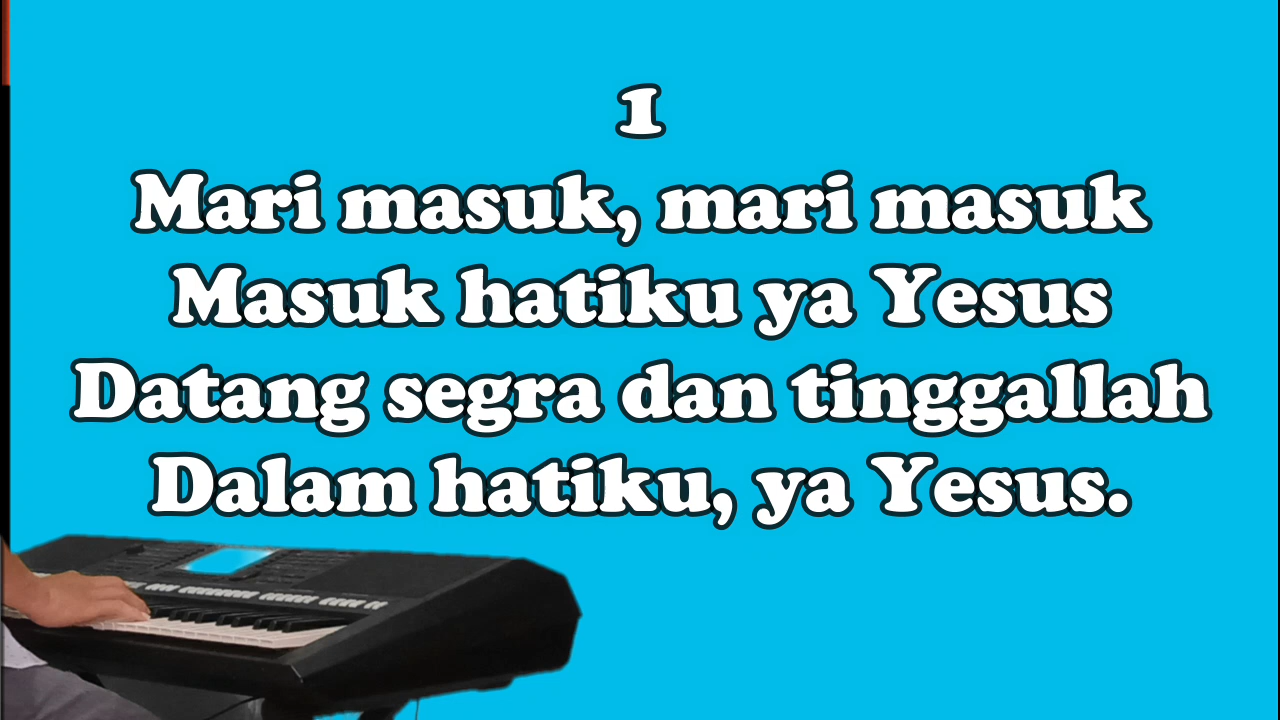 1
Mari masuk, mari masuk
Masuk hatiku ya Yesus
Datang segra dan tinggallah
Dalam hatiku, ya Yesus.